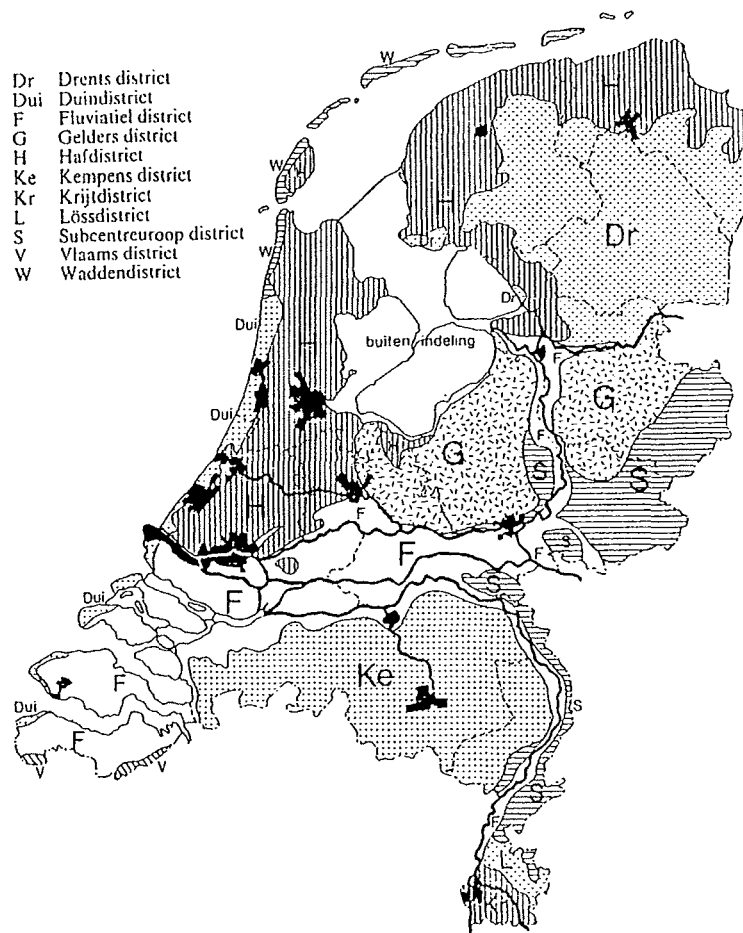 Dr Drents district
Dui Duindistrict
F Fluviatiel district
G Gelders district
H Hafdistrict
Ke Kempens district
Kr Krijtdistrict
L Lössdistrict
S Subcentreuroop district
V Vlaams district
W Waddendistrict
W
H
W
W
H
Dr
Dr
Dr
Dui
H
buiten indeling
F
G
Dui
F
G
S
S
H
F
F
S
F
F
S
Dui
Ke
F
Dui
F
S
V
V
S
F
L
Kr